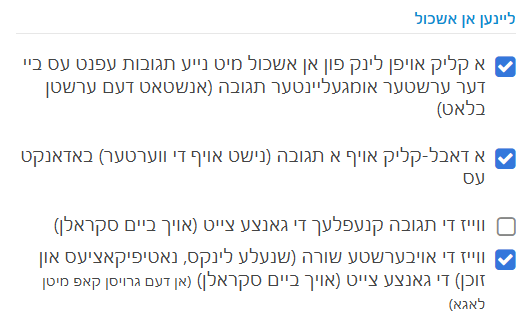 לייענען אן אשכול
א קליק אויפן לינק פון אן אשכול מיט נייע תגובות עפנט עס ביי
דער ערשטער אומגעליינטער תגובה (אנשטאט דעם ערשטן
בלאט)
א דאבל-קליק אויף א תגובה (נישט אויף די ווערטער) באדאנקט
עס
ווייז די תגובה קנעפלעך די גאנצע צייט (אויך ביים סקראלן)
ווייז די אויבערשטע שורה (שנעלע לינקס, נאטיפיקאציעס און
זוכן) די גאנצע צייט (אויך ביים סקראלן) (אן דעם גרויסן קאפ מיטן
לאגא)